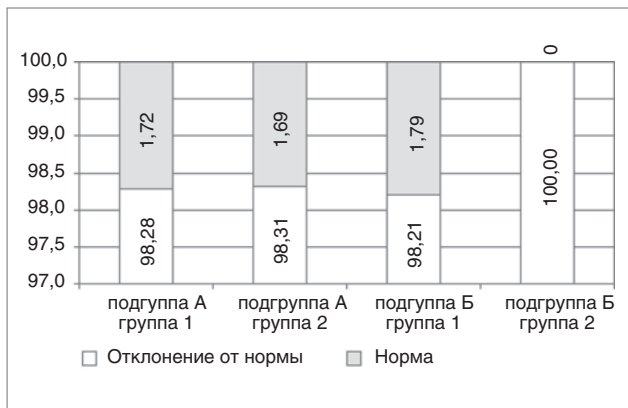 0
100,0
99,5
99,0
98,5
98,0
97,5
97,0
1,72
1,69
1,79
98,28
98,31
98,21
100,00
подгуппа А
группа 1
подгруппа А
группа 2
подгуппа Б
группа 1
подгруппа Б
группа 2
Отклонение от нормы
Норма